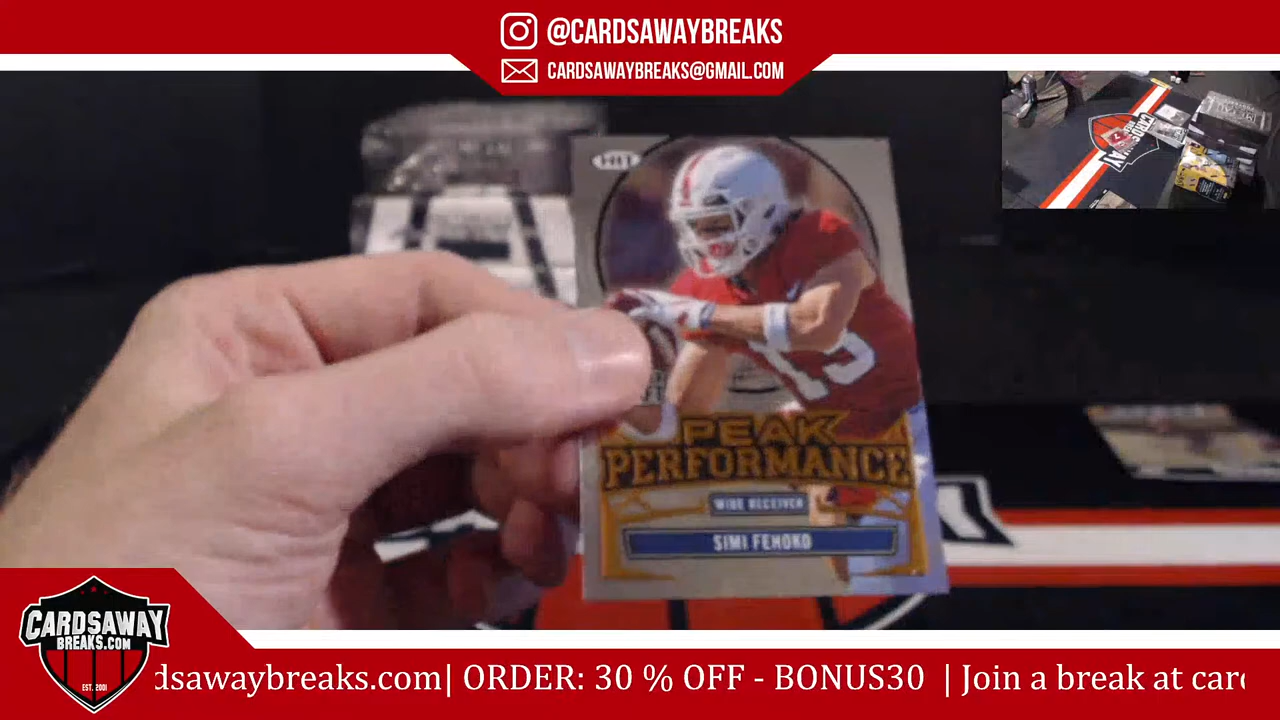 @CARDSAWAYBREAKS
CARDSAWAYBREAKS@GMAIL.COM
HIT
15
PEAK
PERFORMANCE
WIDE RECEIVER
SIMI FEHOKO
CARDSAWAY
BREAKS.COM
EST. 2001
dsawaybreaks.com| ORDER: 30 % OFF - BONUS30 | Join a break at car